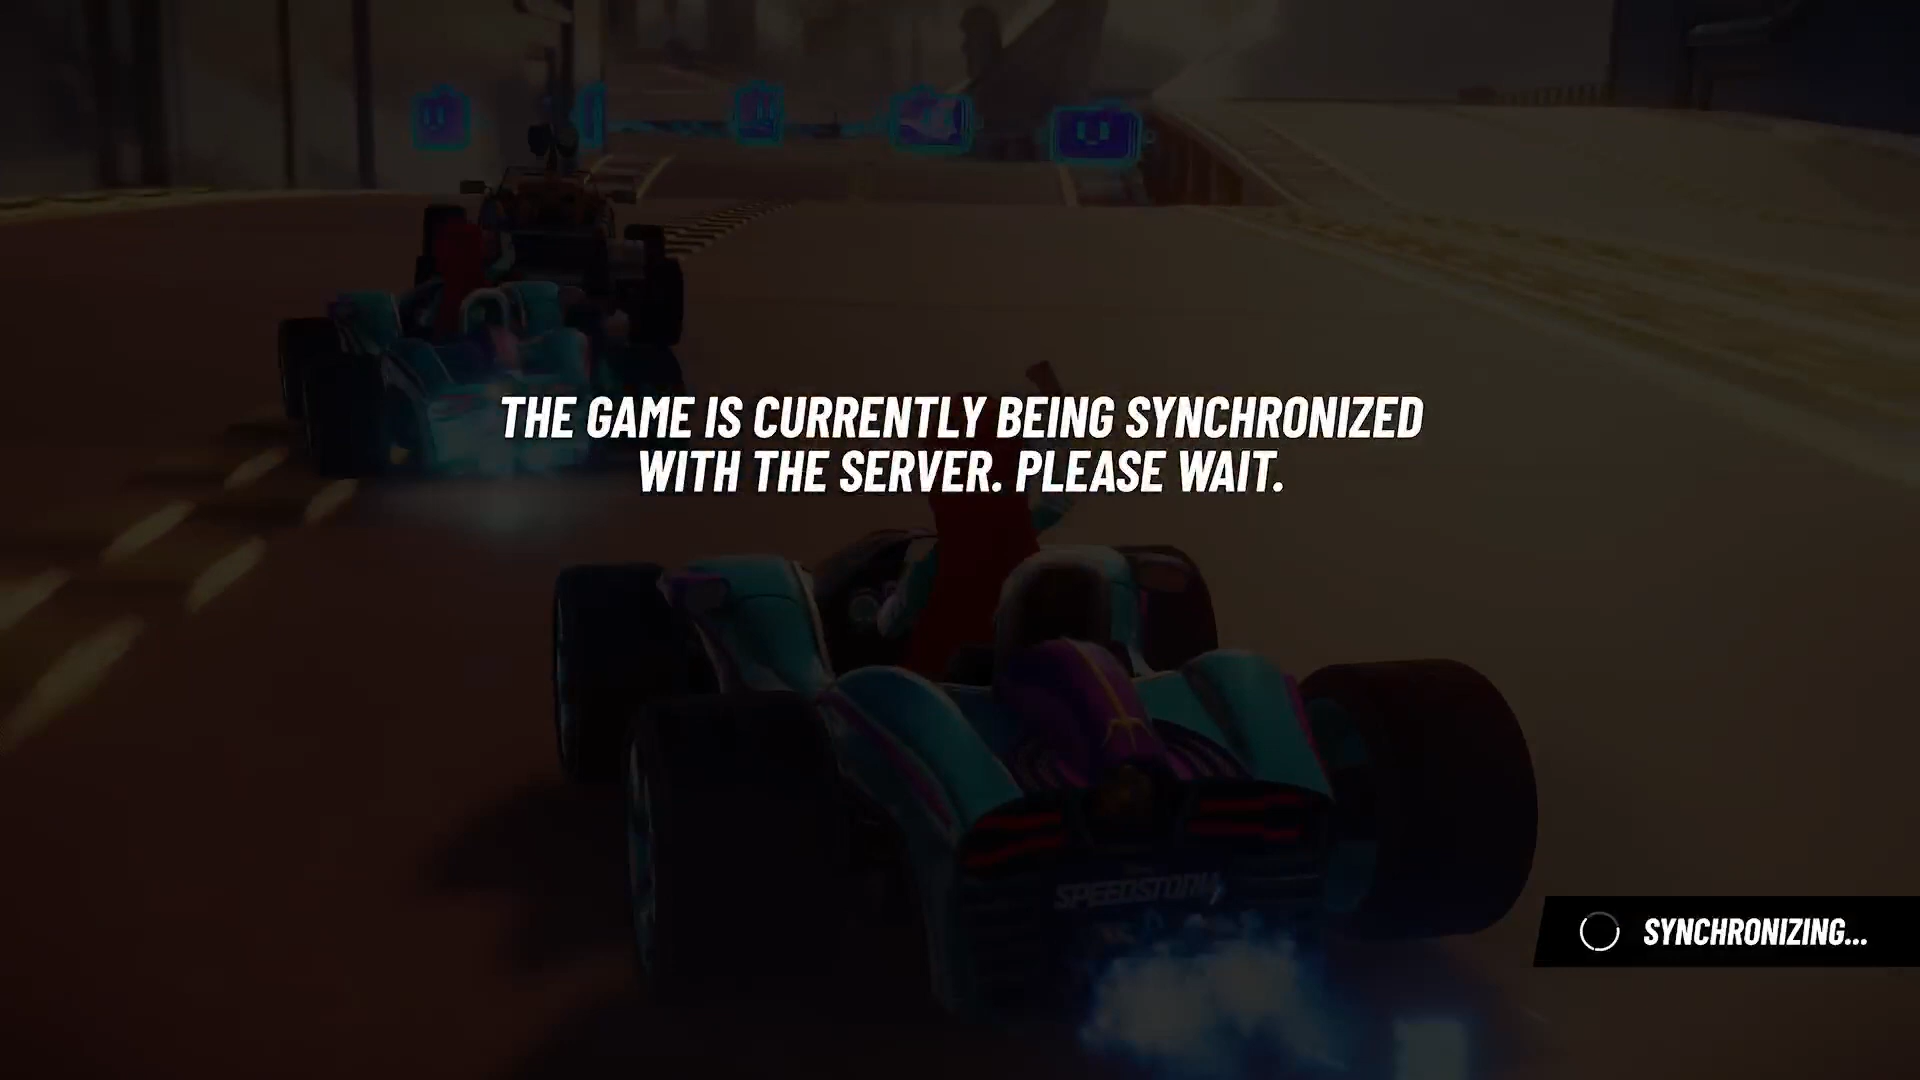 THE GAME IS CURRENTLY BEING SYNCHRONIZED
WITH THE SERVER. PLEASE WAIT.
SPEEDSTORM
SYNCHRONIZING...